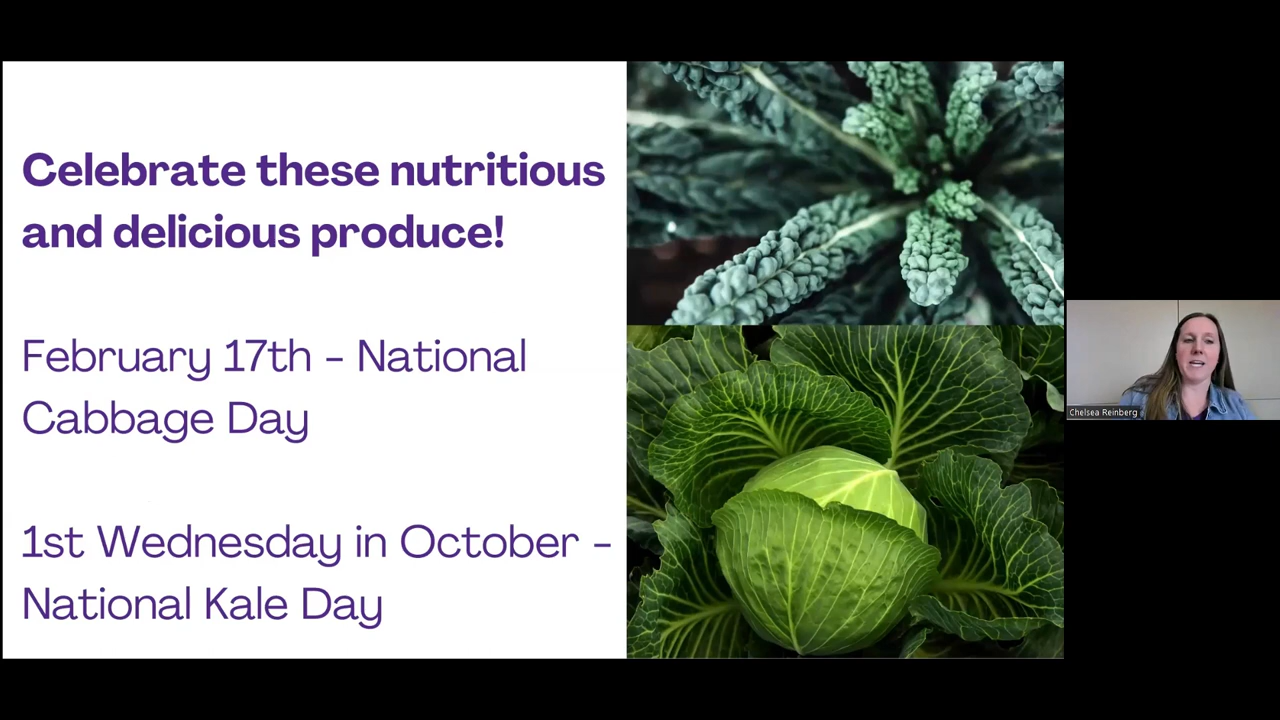 Celebrate these nutritious
and delicious produce!
February 17th – National
Cabbage Day
1st Wednesday in October –
National Kale Day
Chelsea Reinberg